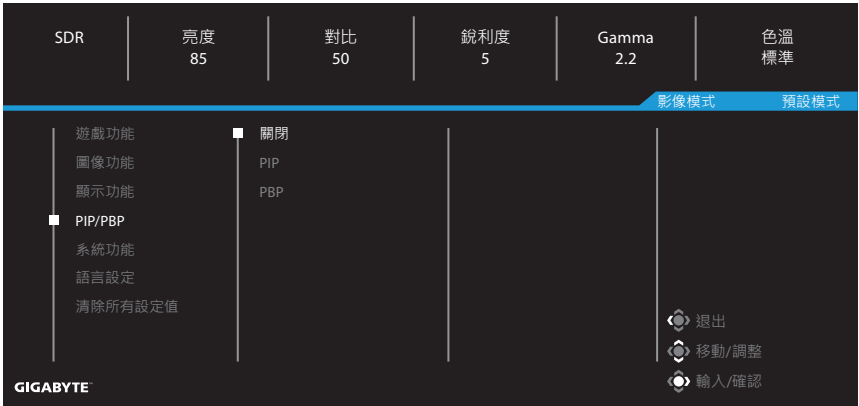 SDR
亮度
85
對比
50
銳利度
5
Gamma
2.2
色溫
標準
影像模式
預設模式
遊戲功能
圖像功能
顯示功能
PIP/PBP
系統功能
語言設定
清除所有設定值
關閉
PIP
PBP
退出
移動/調整
輸入/確認
GIGABYTE™